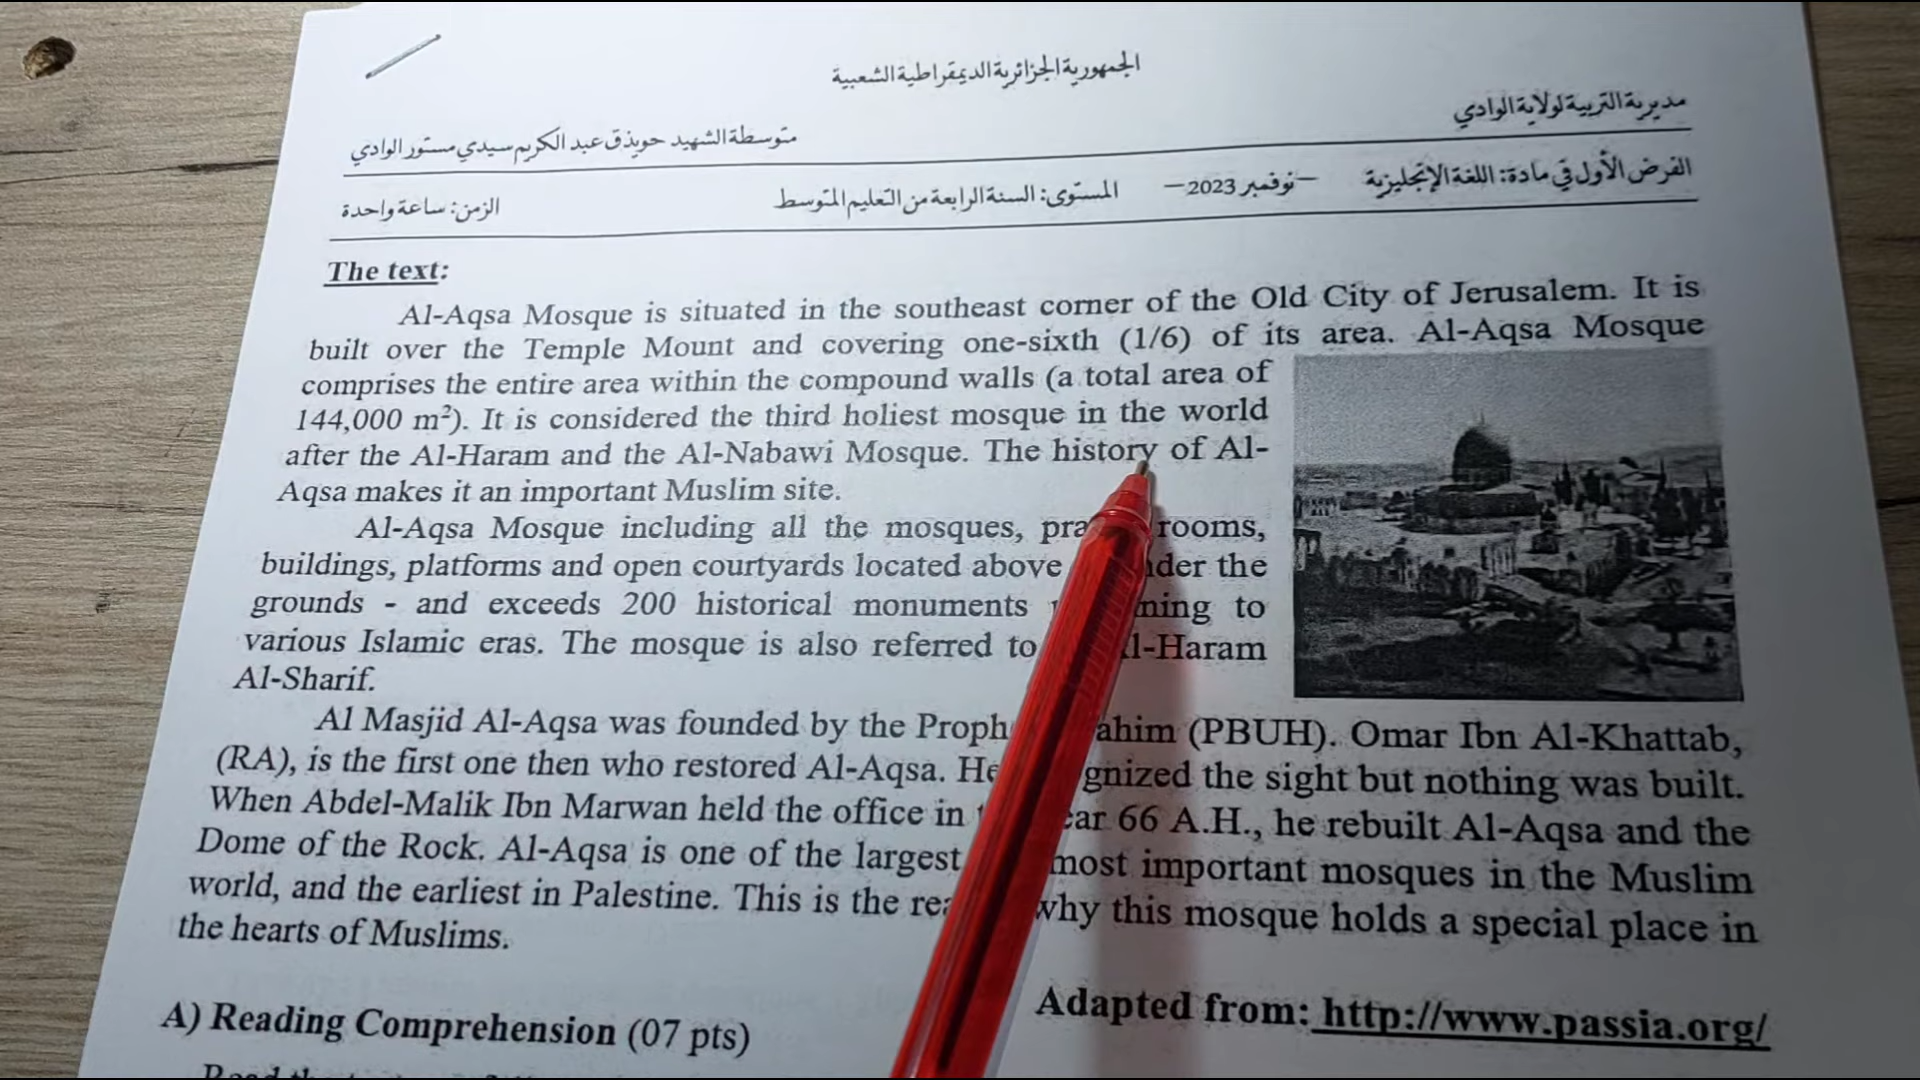 الجمهورية الجزائرية الديمقراطية الشعبية
مديرية التربية لولاية الوادي
متوسطة الشهيد حويذق عبد الكريم سيدي مستور الوادي
الفرض الأول في مادة: اللغة الإنجليزية –نوفمبر 2023– المستوى: السنة الرابعة من التعليم المتوسط الزمن: ساعة واحدة
The text:
Al-Aqsa Mosque is situated in the southeast corner of the Old City of Jerusalem. It is
built over the Temple Mount and covering one-sixth (1/6) of its area. Al-Aqsa Mosque
comprises the entire area within the compound walls (a total area of
144,000 m²). It is considered the third holiest mosque in the world
after the Al-Haram and the Al-Nabawi Mosque. The history of Al-
Aqsa makes it an important Muslim site.
Al-Aqsa Mosque including all the mosques, rooms,
buildings, platforms and open courtyards located above the
grounds - and exceeds 200 historical monuments to
various Islamic eras. The mosque is also referred to Al-Haram
Al-Sharif.
Al Masjid Al-Aqsa was founded by the (PBUH). Omar Ibn Al-Khattab,
(RA), is the first one then who restored Al-Aqsa. He the sight but nothing was built.
When Abdel-Malik Ibn Marwan held the office in 66 A.H., he rebuilt Al-Aqsa and the
Dome of the Rock. Al-Aqsa is one of the largest most important mosques in the Muslim
world, and the earliest in Palestine. This is the why this mosque holds a special place in
the hearts of Muslims.
Adapted from: http://www.passia.org/
A) Reading Comprehension (07 pts)